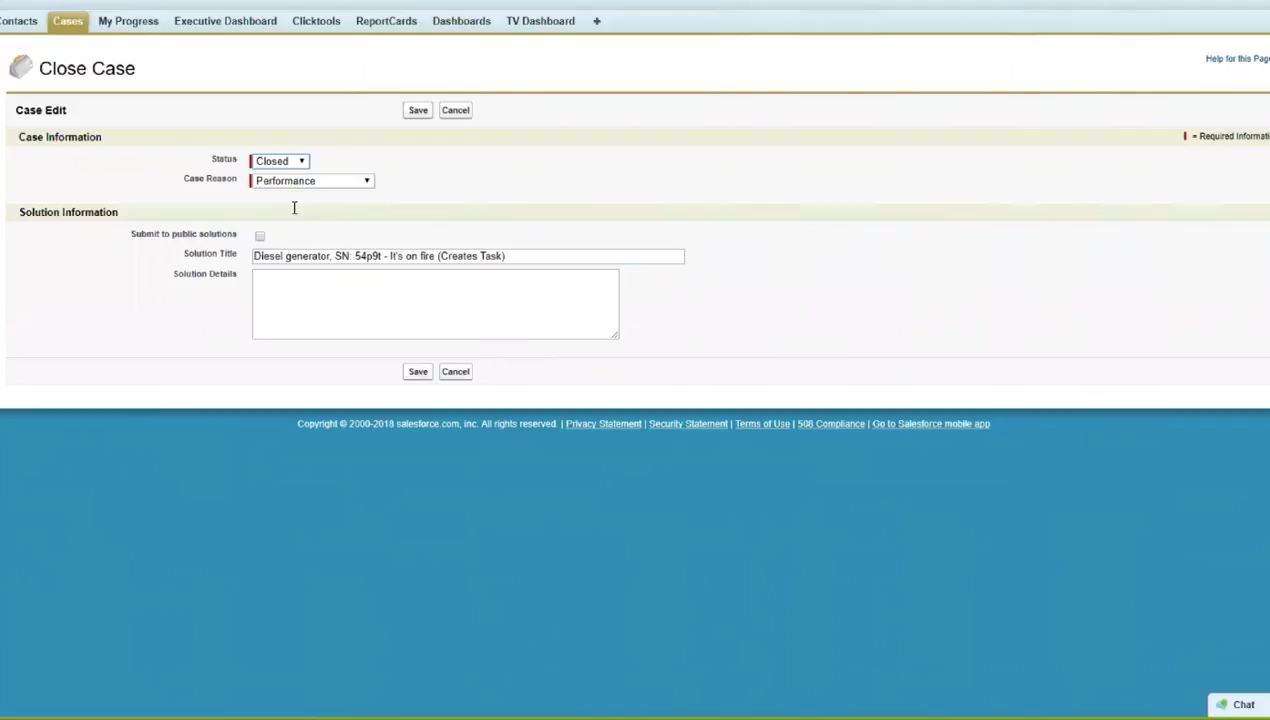 ontacts Cases My Progress Executive Dashboard Clicktools ReportCards Dashboards TV Dashboard +
Close Case
Help for this Page
Case Edit Save Cancel
Case Information
= Required Informati
Status Closed
Case Reason Performance
Solution Information
Submit to public solutions
Solution Title Diesel generator, SN: 54p9t - It's on fire (Creates Task)
Solution Details
Save Cancel
Copyright © 2000-2018 salesforce.com, inc. All rights reserved. | Privacy Statement | Security Statement | Terms of Use | 508 Compliance | Go to Salesforce mobile app
Chat